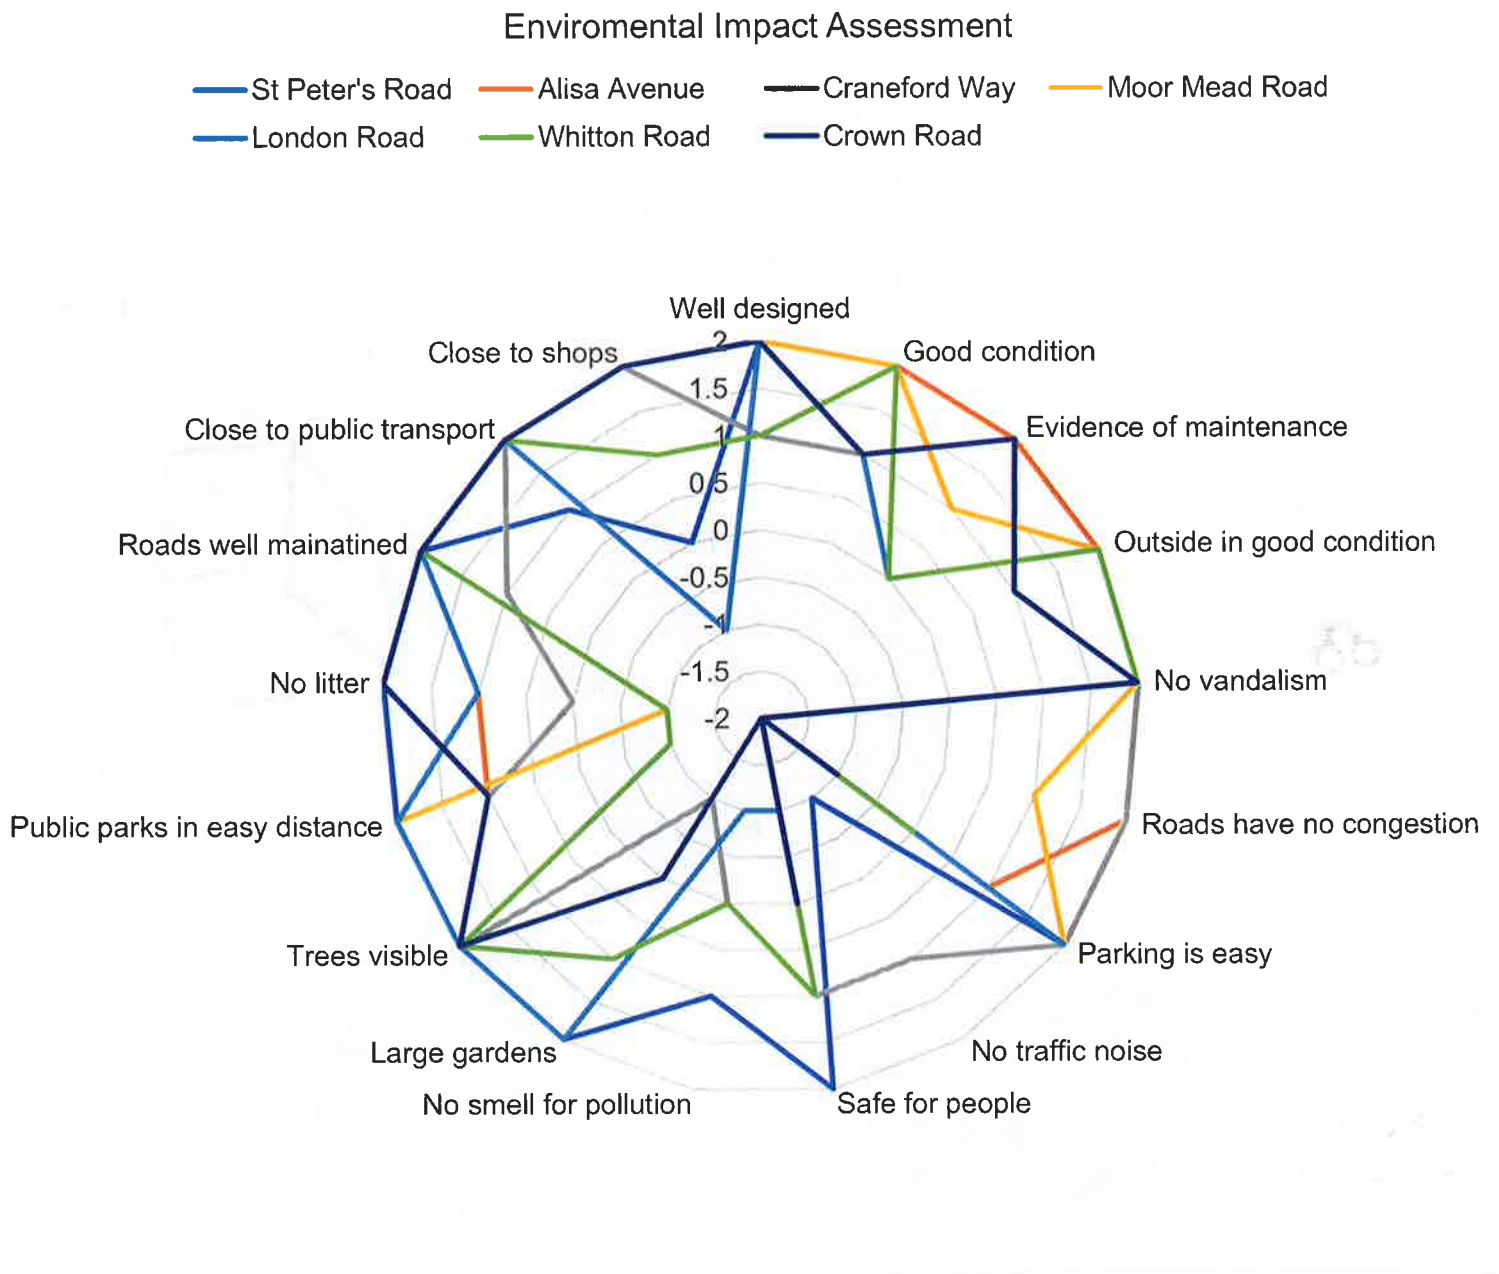 Enviromental Impact Assessment
St Peter's Road Alisa Avenue Craneford Way Moor Mead Road
London Road Whitton Road Crown Road
Well designed
2
Close to shops
Good condition
1.5
Close to public transport
1
Evidence of maintenance
0.5
0
Roads well mainatined
Outside in good condition
-0.5
-1
-1.5
No litter
No vandalism
-2
Public parks in easy distance
Roads have no congestion
Trees visible
Parking is easy
Large gardens
No traffic noise
No smell for pollution
Safe for people